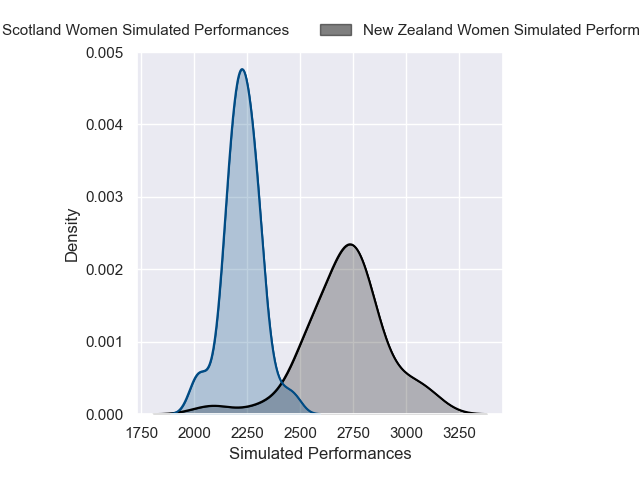 Scotland Women Simulated Performances New Zealand Women Simulated Perform
0.005
0.004
0.003
0.002
0.001
0.000
Density
1750 2000 2250 2500 2750 3000 3250
Simulated Performances